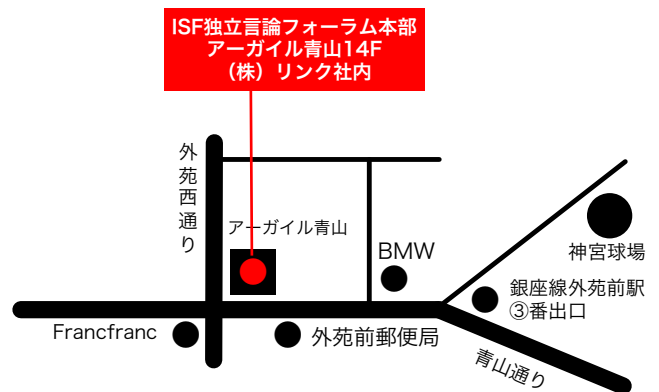 ISF独立言論フォーラム本部
アーガイル青山14F
（株）リンク社内
外苑西通り
アーガイル青山
BMW
神宮球場
銀座線外苑前駅
③番出口
Francfranc
外苑前郵便局
青山通り